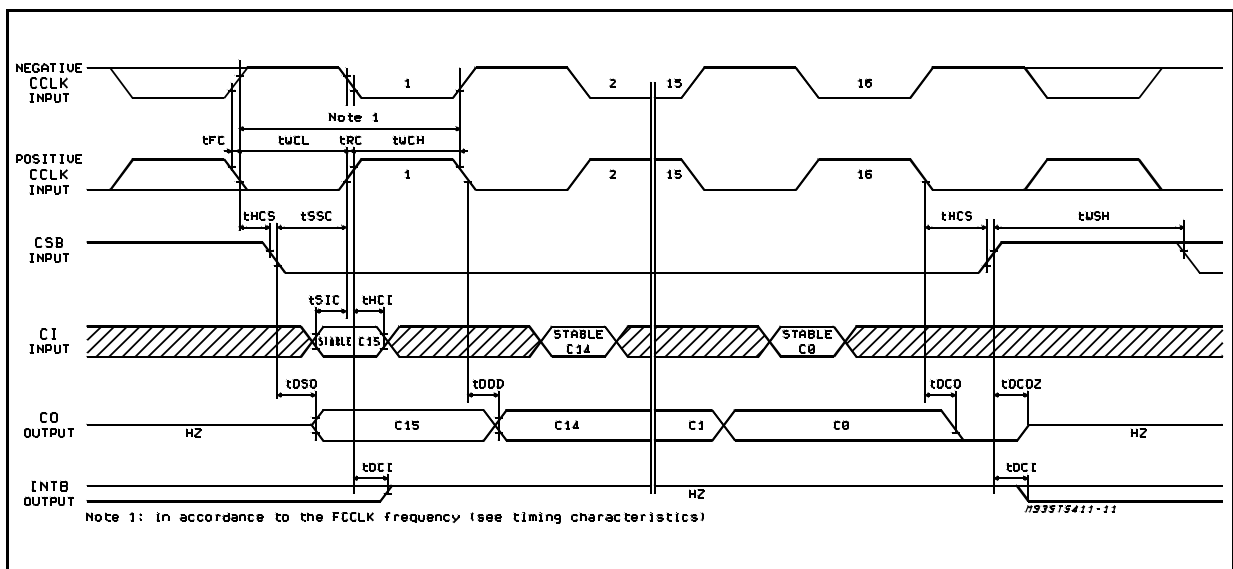 NEGATIVE
CCLK
INPUT
1
2
15
16
Note 1
tFC
tWCL
tRC
tWCH
POSITIVE
CCLK
INPUT
1
2
15
16
tHCS
tSSC
tHCS
tWSH
CSB
INPUT
tSIC
tHCI
CI
INPUT
STABLE
C15
STABLE
C14
STABLE
C0
tDSO
tDDD
tDCO
tDCOZ
CO
OUTPUT
HZ
C15
C14
C1
C0
HZ
tDCI
tDCI
INTB
OUTPUT
HZ
Note 1: in accordance to the FCCLK frequency (see timing characteristics)
M93ST5411-11